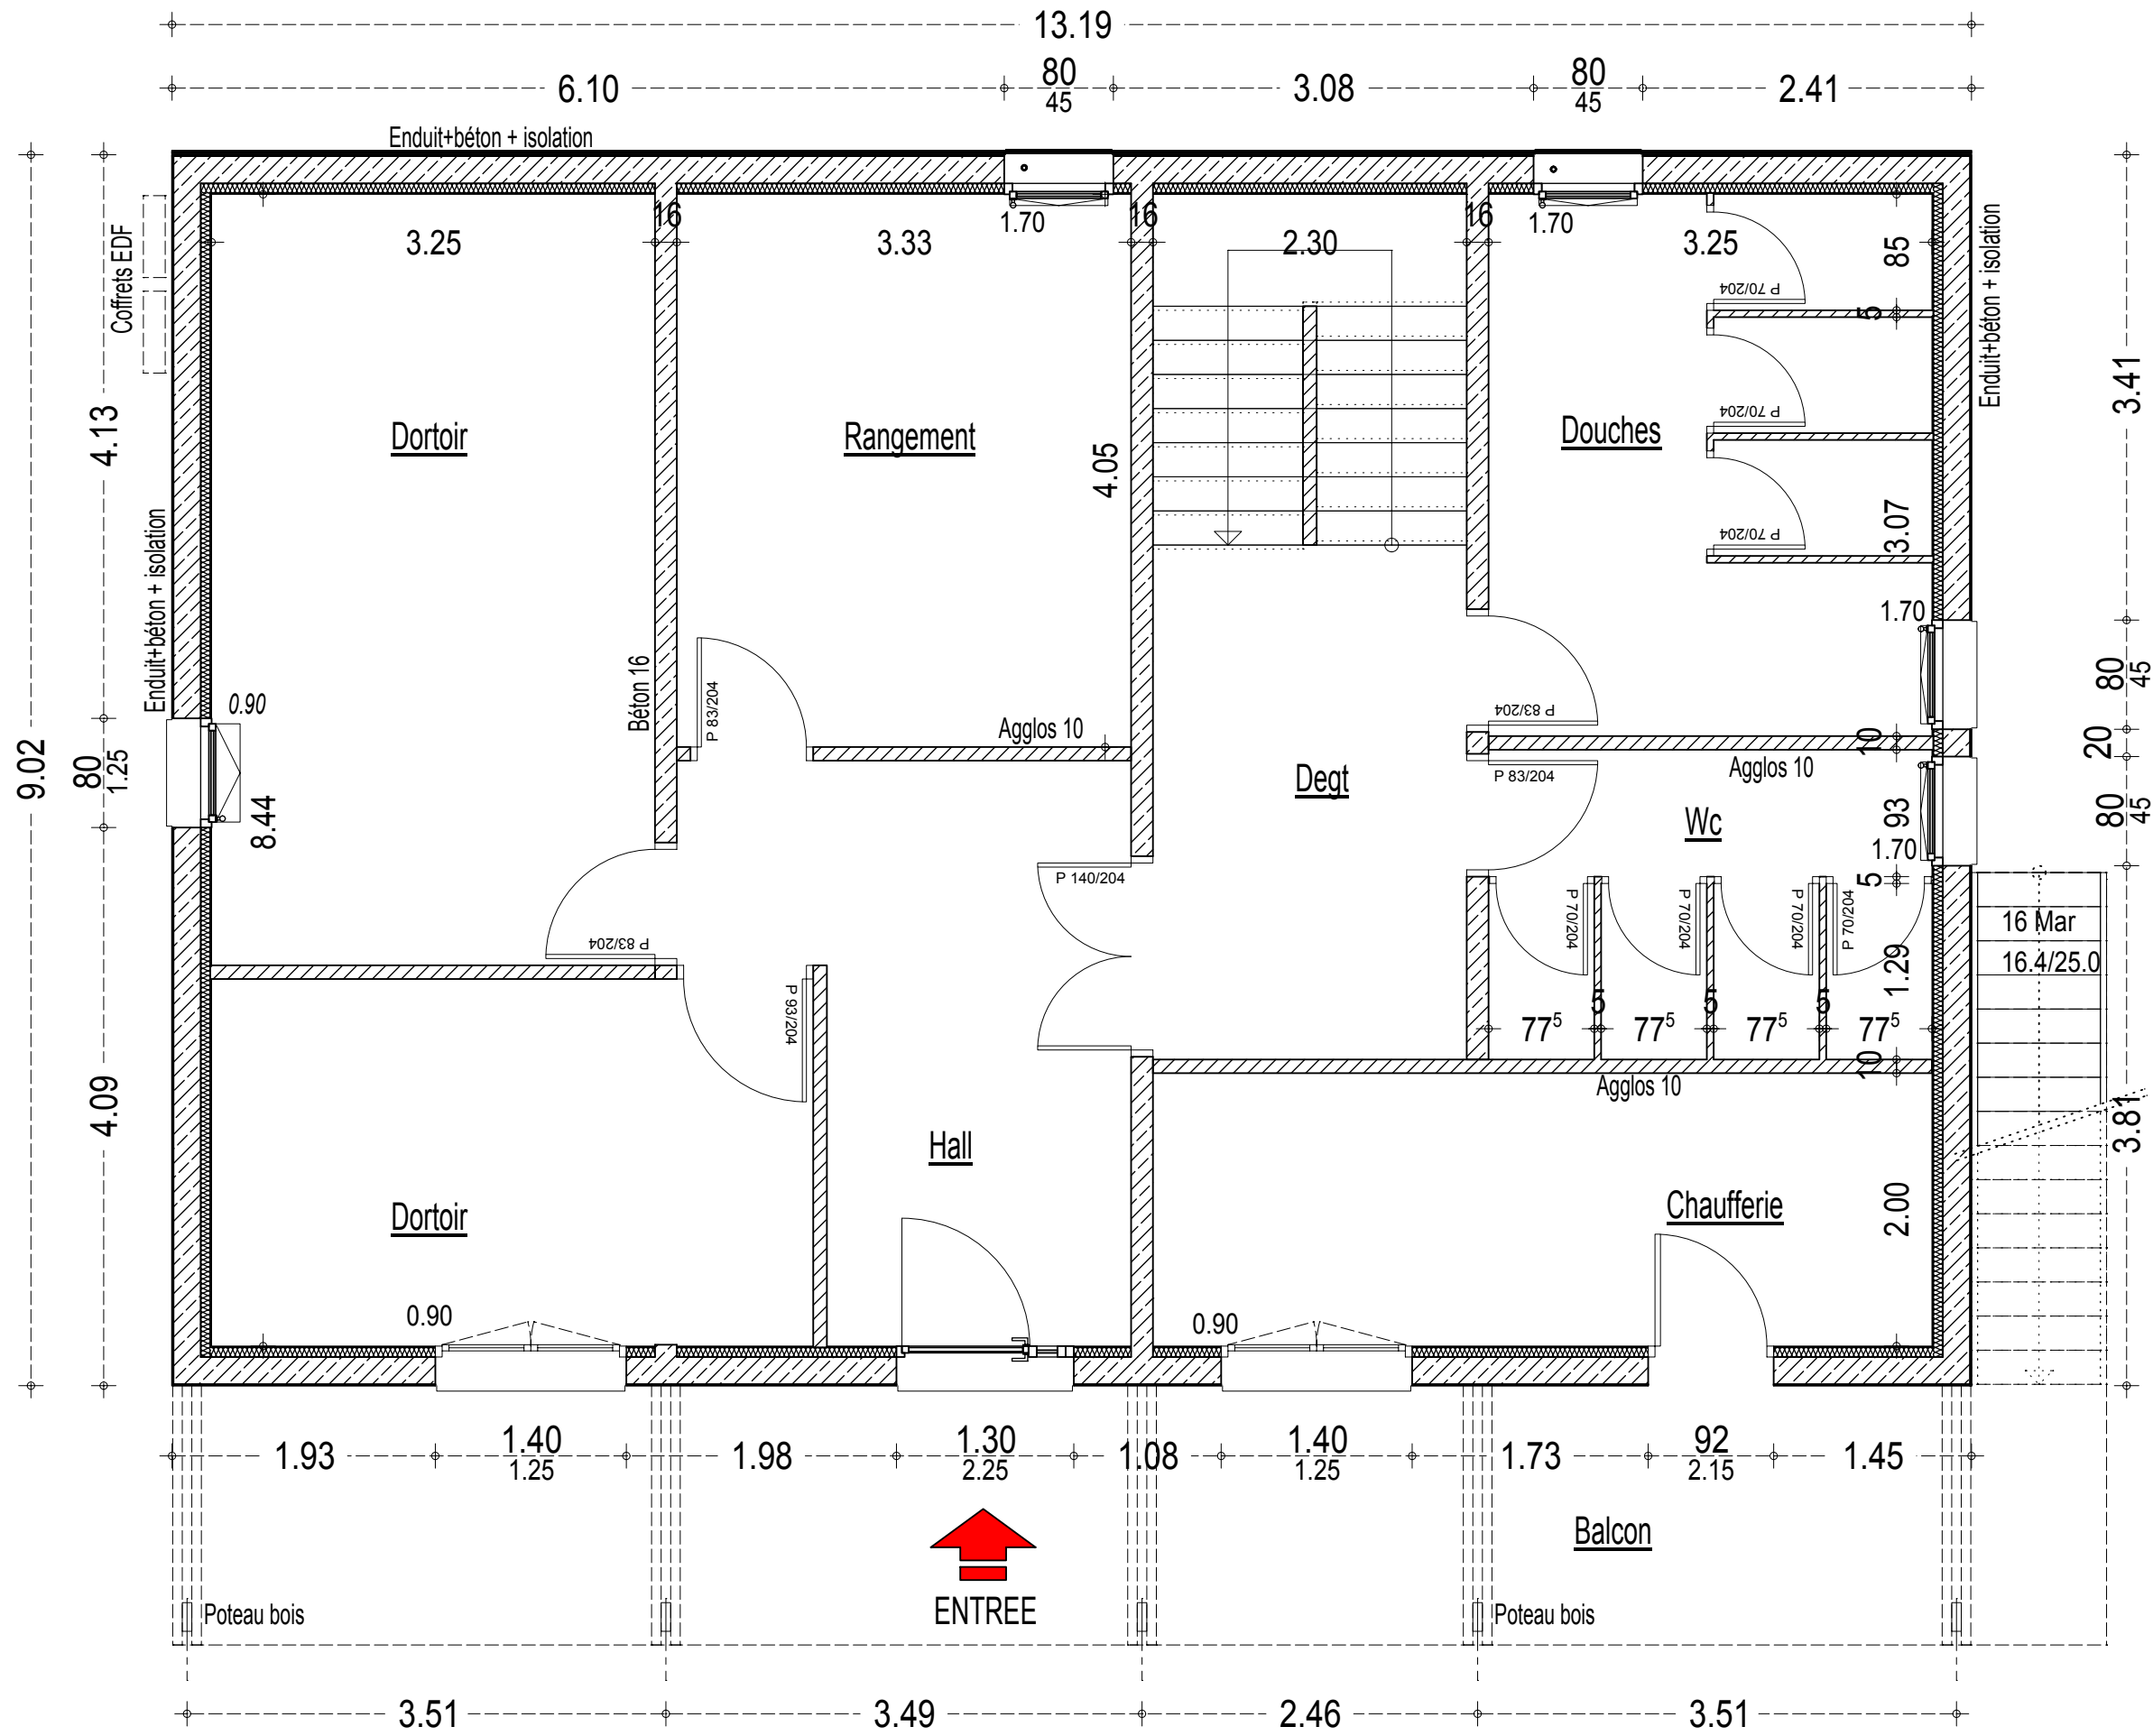 13.19
6.10
80
45
3.08
80
45
2.41
Enduit+béton + isolation
Coffrets EDF
Enduit+béton + isolation
Enduit+béton + isolation
9.02
4.13
80
1.25
4.09
3.25
16
3.33
1.70
16
2.30
16
1.70
3.25
85
5
P 70/204
P 70/204
P 70/204
3.41
Dortoir
Rangement
4.05
Douches
3.07
1.70
80
45
20
80
45
0.90
8.44
Béton 16
P 83/204
Agglos 10
P 83/204
P 83/204
Degt
10
Agglos 10
Wc
93
1.70
5
P 140/204
P 83/204
P 93/204
P 70/204
P 70/204
P 70/204
P 70/204
1.29
5
5
5
77⁵
77⁵
77⁵
77⁵
10
Agglos 10
16 Mar
16.4/25.0
3.81
Hall
Dortoir
Chaufferie
2.00
0.90
0.90
1.93
1.40
1.25
1.98
1.30
2.25
1.08
1.40
1.25
1.73
92
2.15
1.45
Balcon
ENTREE
Poteau bois
Poteau bois
3.51
3.49
2.46
3.51